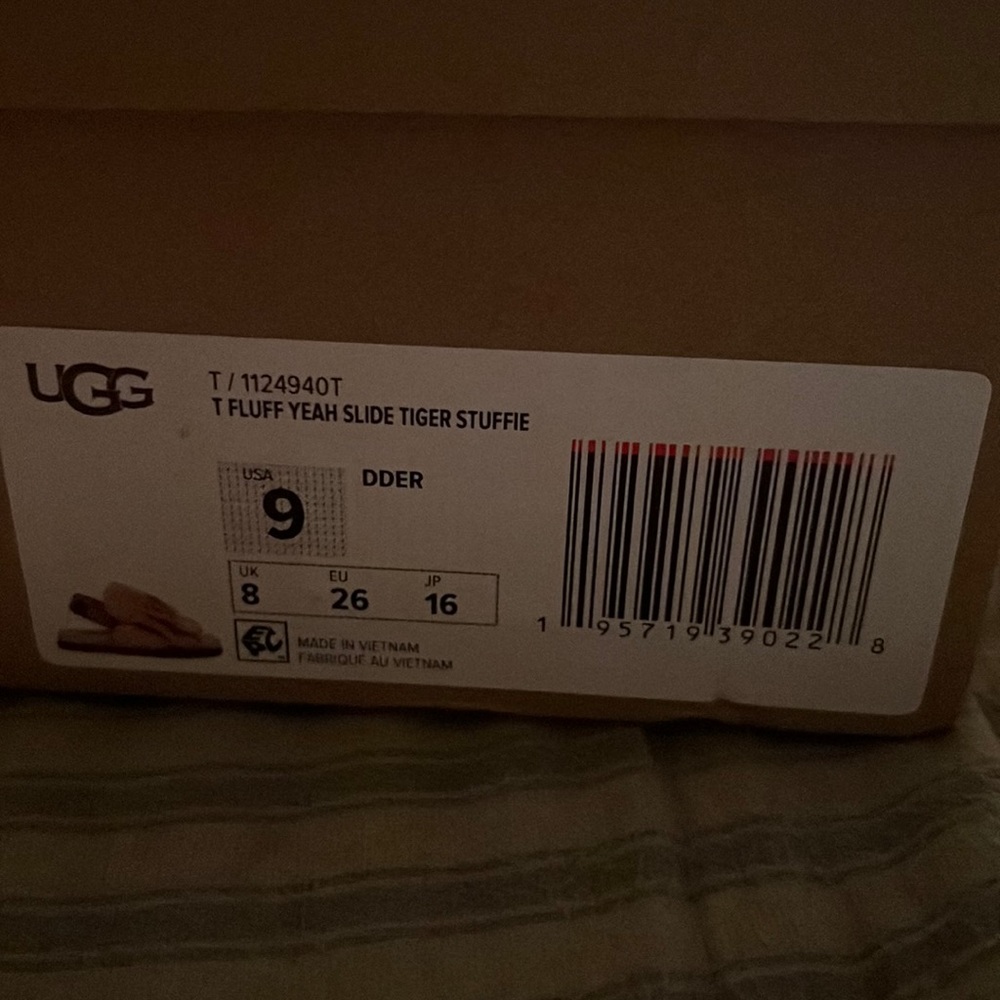 UGG
T / 1124940T
T FLUFF YEAH SLIDE TIGER STUFFIE
USA
9
DDER
UK EU JP
8 26 16
MADE IN VIETNAM
FABRIQUE AU VIETNAM
1 95719 39022 8